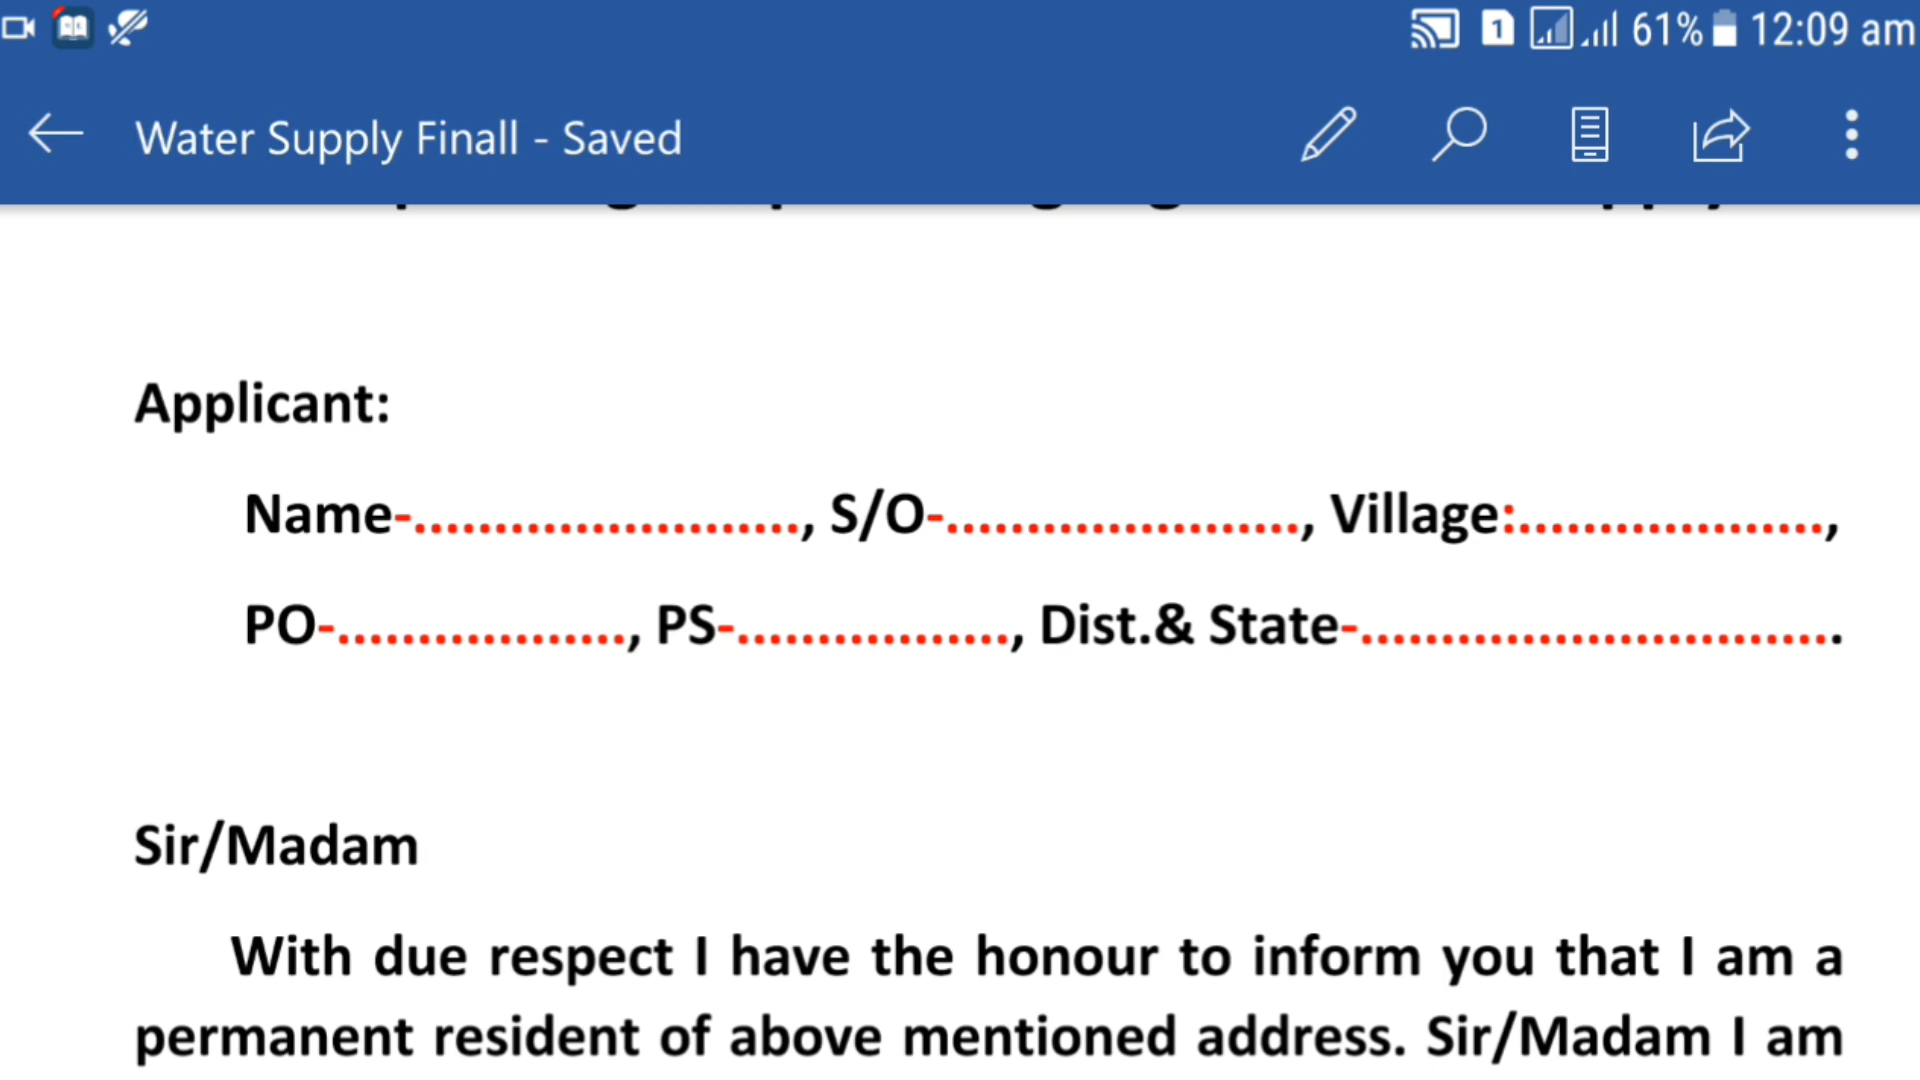 1 61% 12:09 am
Water Supply Finall - Saved
Applicant:
Name-........................, S/O-......................, Village:...................,
PO-.................., PS-................., Dist.& State-..............................
Sir/Madam
With due respect I have the honour to inform you that I am a
permanent resident of above mentioned address. Sir/Madam I am